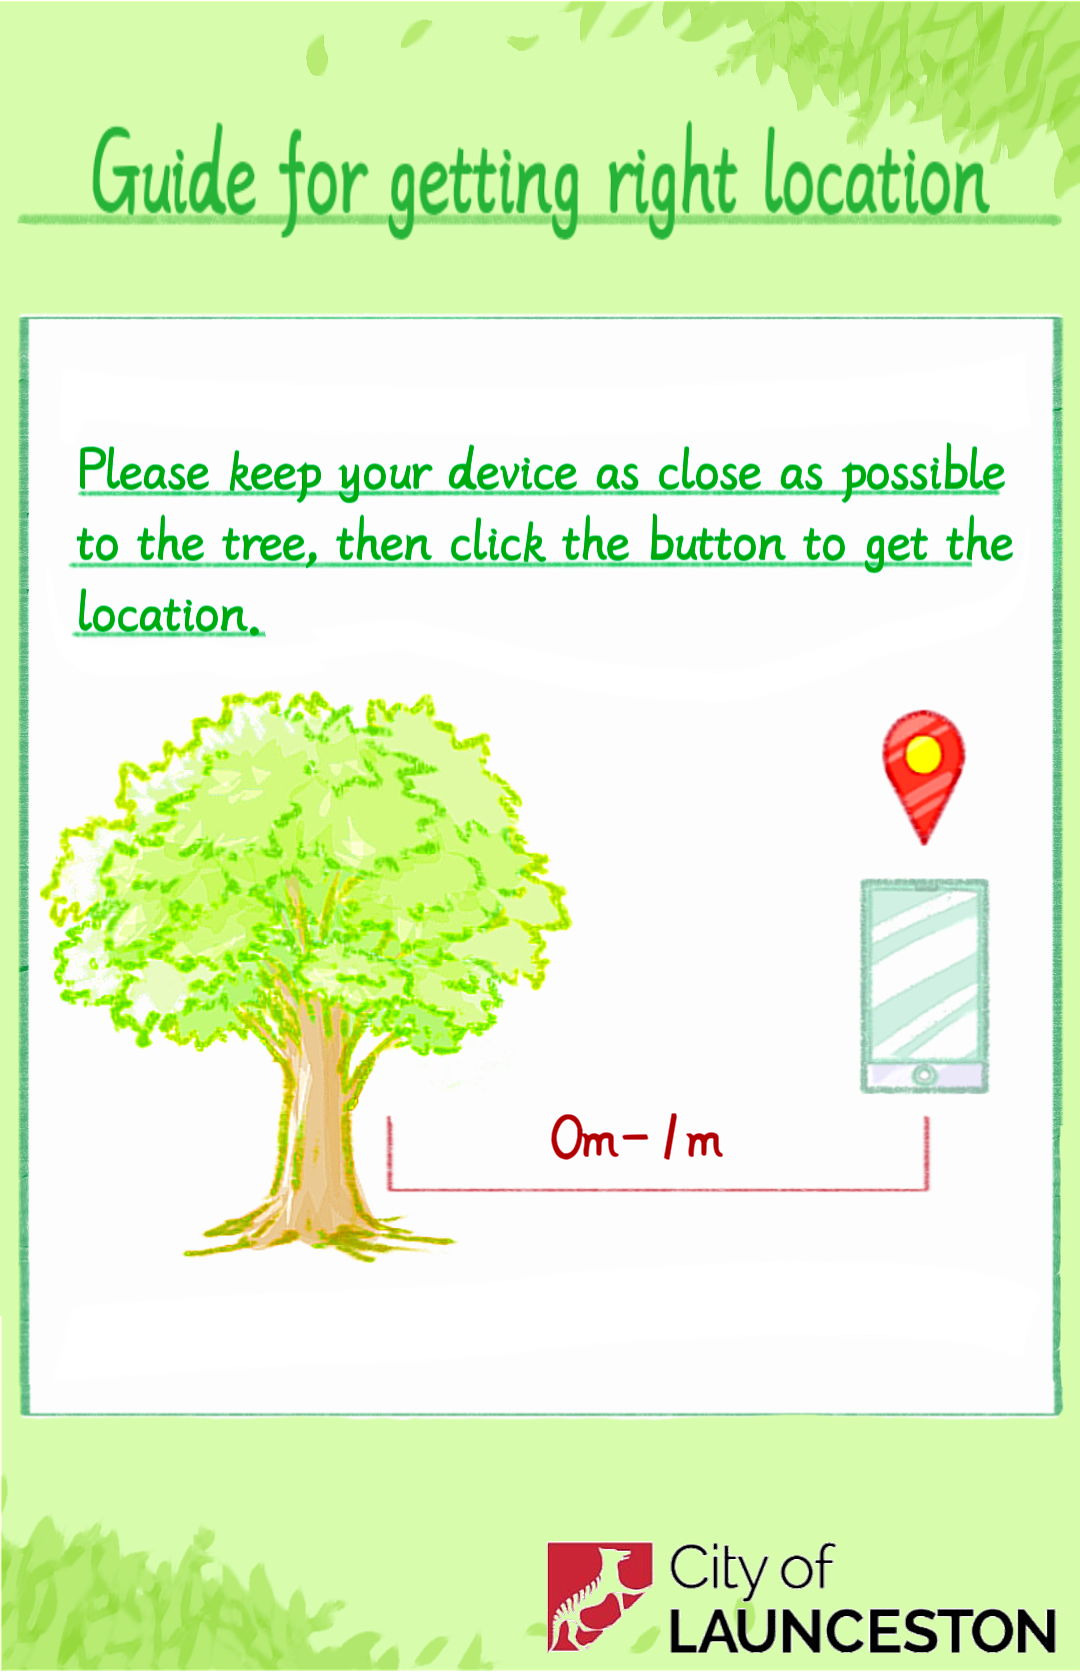 Guide for getting right location
Please keep your device as close as possible
to the tree, then click the button to get the
location.
0m-1m
City of
LAUNCESTON